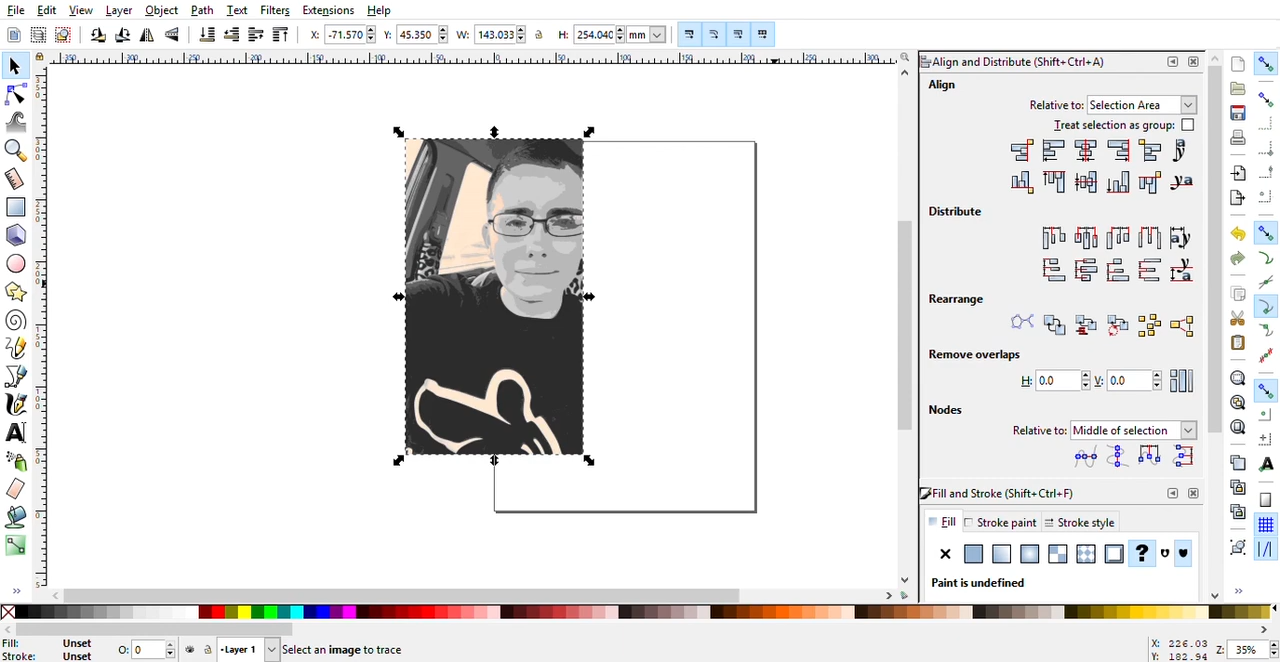 File Edit View Layer Object Path Text Filters Extensions Help
X: -71.570 Y: 45.350 W: 143.033 H: 254.040 mm
Align and Distribute (Shift+Ctrl+A)
Align
Relative to: Selection Area
Treat selection as group:
Distribute
Rearrange
Remove overlaps
H: 0.0 V: 0.0
Nodes
Relative to: Middle of selection
Fill and Stroke (Shift+Ctrl+F)
Fill Stroke paint Stroke style
Paint is undefined
Fill: Unset
Stroke: Unset
O: 0
Layer 1
Select an image to trace
X: 226.03
Y: 182.94
Z: 35%